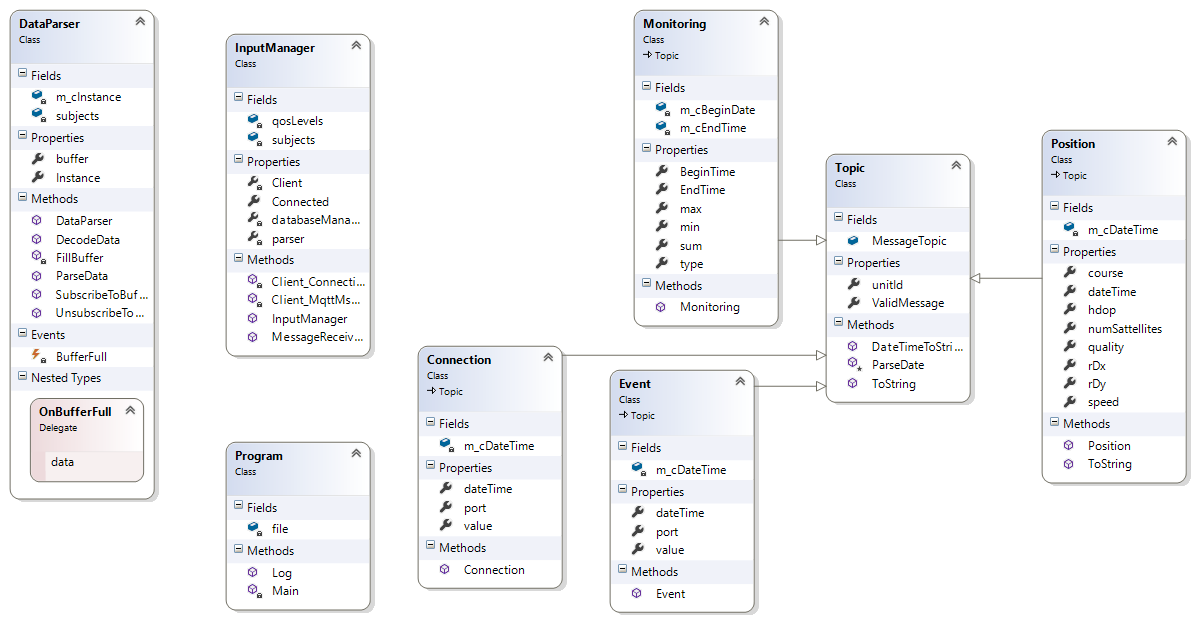 DataParser
Class
Fields
m_cInstance
subjects
Properties
buffer
Instance
Methods
DataParser
DecodeData
FillBuffer
ParseData
SubscribeToBuf...
UnsubscribeTo...
Events
BufferFull
Nested Types
OnBufferFull
Delegate
data
InputManager
Class
Fields
qosLevels
subjects
Properties
Client
Connected
databaseMana...
parser
Methods
Client_Connecti...
Client_MqttMs...
InputManager
MessageReceiv...
Program
Class
Fields
file
Methods
Log
Main
Connection
Class
Topic
Fields
m_cDateTime
Properties
dateTime
port
value
Methods
Connection
Monitoring
Class
Topic
Fields
m_cBeginDate
m_cEndTime
Properties
BeginTime
EndTime
max
min
sum
type
Methods
Monitoring
Event
Class
Topic
Fields
m_cDateTime
Properties
dateTime
port
value
Methods
Event
Topic
Class
Fields
MessageTopic
Properties
unitId
ValidMessage
Methods
DateTimeToStri...
ParseDate
ToString
Position
Class
Topic
Fields
m_cDateTime
Properties
course
dateTime
hdop
numSattellites
quality
rDx
rDy
speed
Methods
Position
ToString